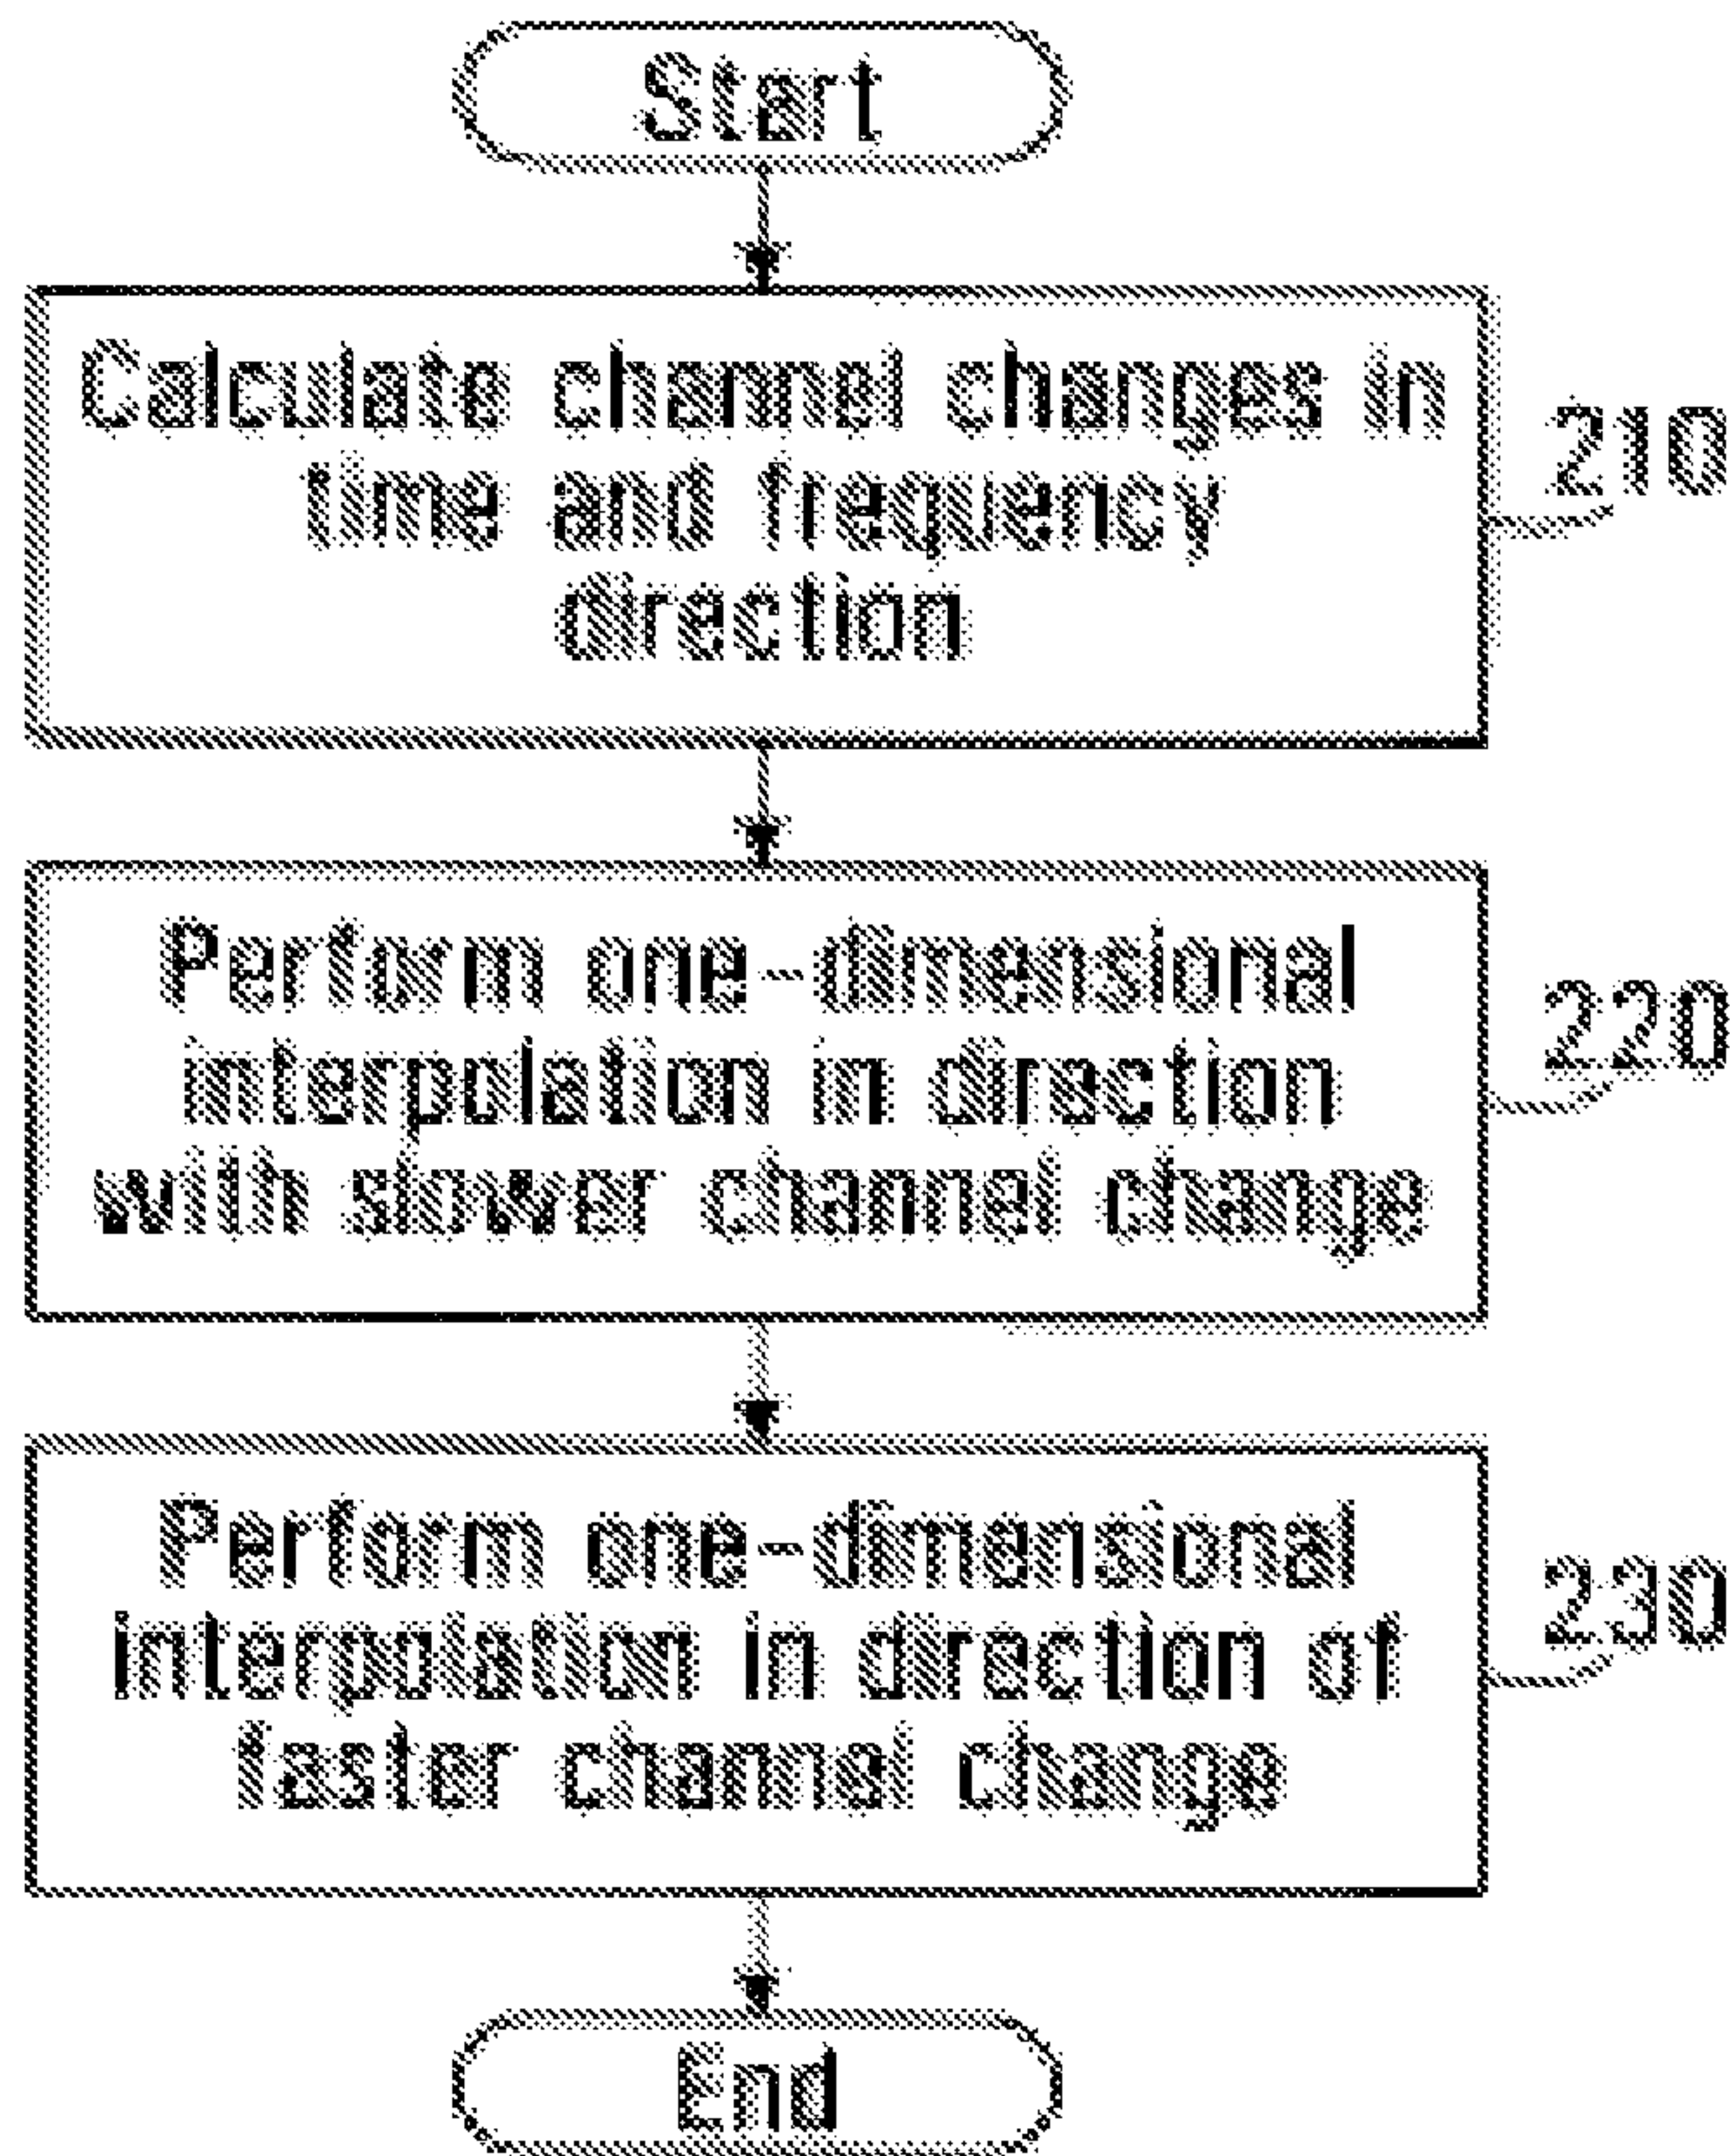 Start
Calculate channel changes in
time and frequency
direction
210
Perform one-dimensional
interpolation in direction
with slower channel change
220
Perform one-dimensional
interpolation in direction of
faster channel change
230
End